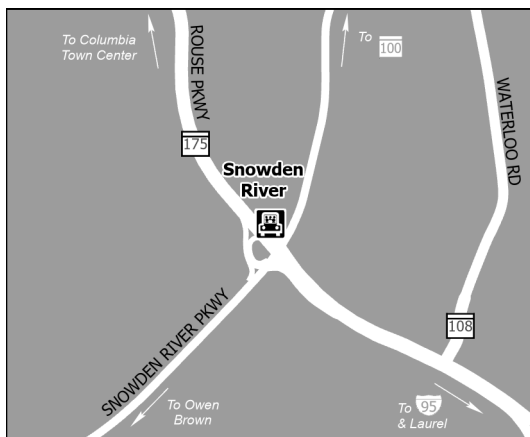 To Columbia
Town Center
ROUSE PKWY
To 100
WATERLOO RD
175
Snowden
River
108
SNOWDEN RIVER PKWY
To Owen
Brown
To 95
& Laurel